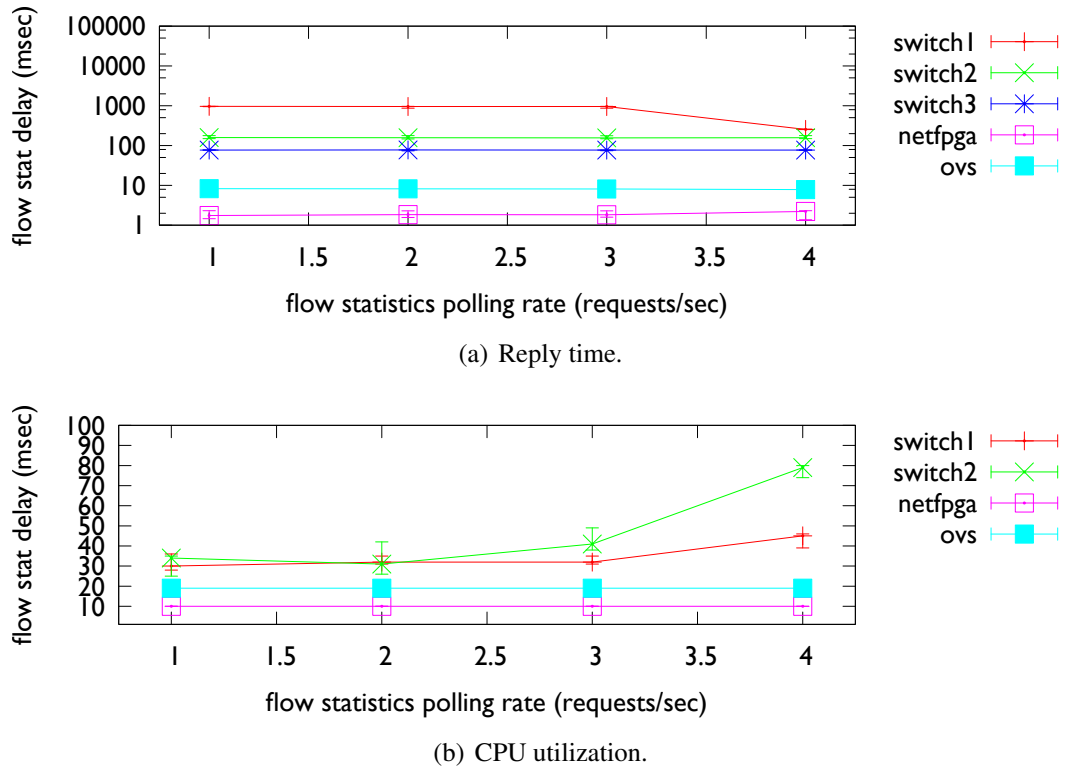 flow stat delay (msec)
100000
10000
1000
100
10
1
1 1.5 2 2.5 3 3.5 4
flow statistics polling rate (requests/sec)
switch1
switch2
switch3
netfpga
ovs
(a) Reply time.
flow stat delay (msec)
100
90
80
70
60
50
40
30
20
10
1 1.5 2 2.5 3 3.5 4
flow statistics polling rate (requests/sec)
switch1
switch2
netfpga
ovs
(b) CPU utilization.